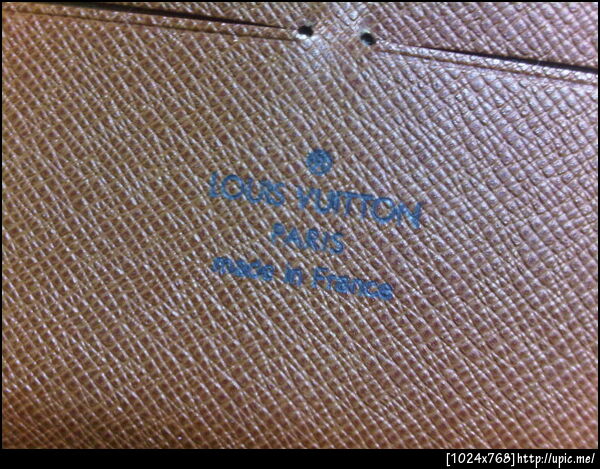 ®
LOUIS VUITTON
PARIS
made in France
[1024x768]http://upic.me/